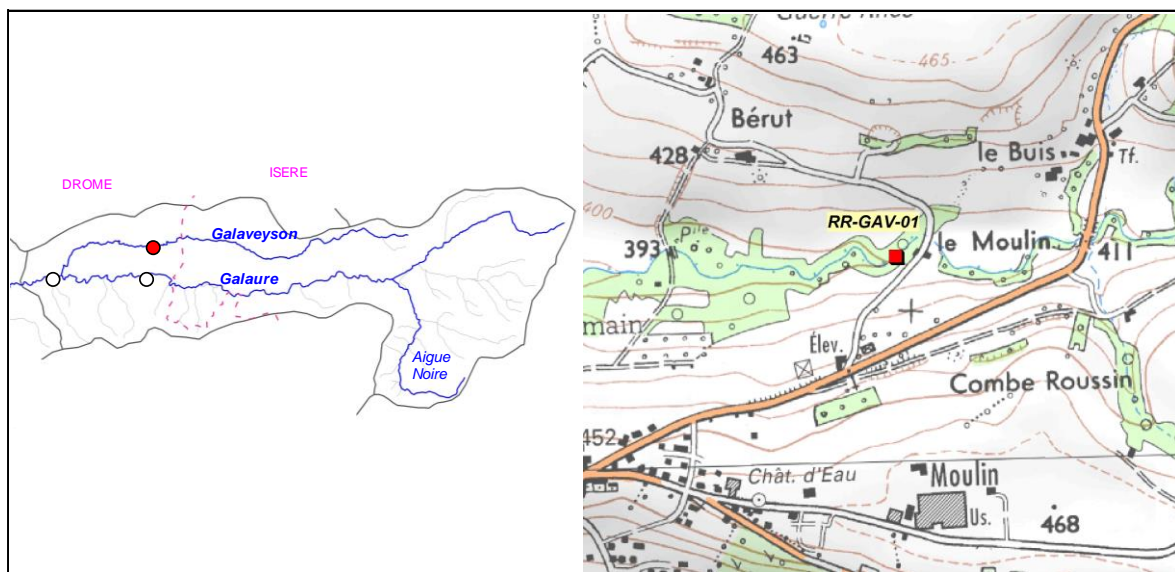 DROME
ISERE
Galaveyson
Galaure
Aigue
Noire
463
465
Bérut
428
le Buis
Tf.
400
RR-GAV-01
393
Pile
le Moulin
411
main
Élev.
Combe Roussin
452
Chât. d'Eau
Moulin
Us.
468